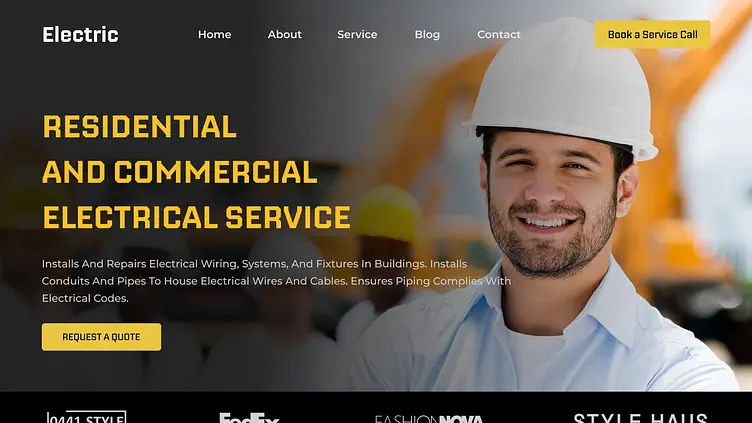 Electric
Home
About
Service
Blog
Contact
Book a Service Call
RESIDENTIAL
AND COMMERCIAL
ELECTRICAL SERVICE
Installs And Repairs Electrical Wiring, Systems, And Fixtures In Buildings. Installs
Conduits And Pipes To House Electrical Wires And Cables. Ensures Piping Complies With
Electrical Codes.
REQUEST A QUOTE
0441 STYLE
FedEx
FASHIONNOVA
STYLE HAUS